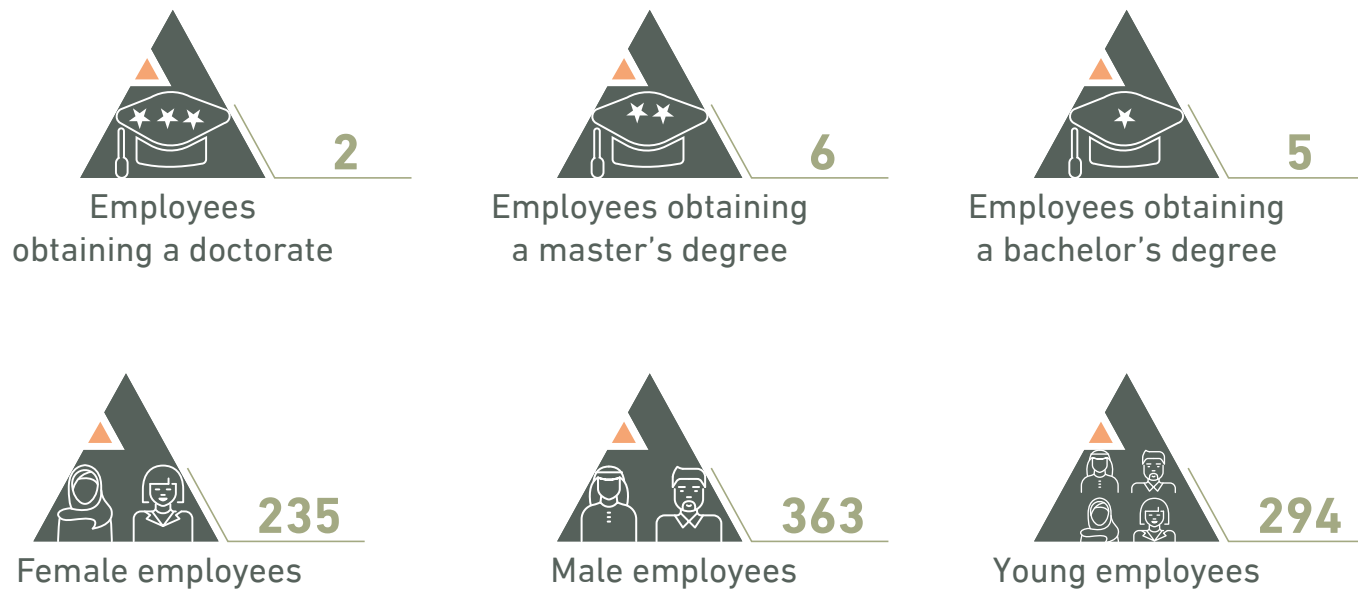 2
Employees
obtaining a doctorate
6
Employees obtaining
a master’s degree
5
Employees obtaining
a bachelor’s degree
235
Female employees
363
Male employees
294
Young employees